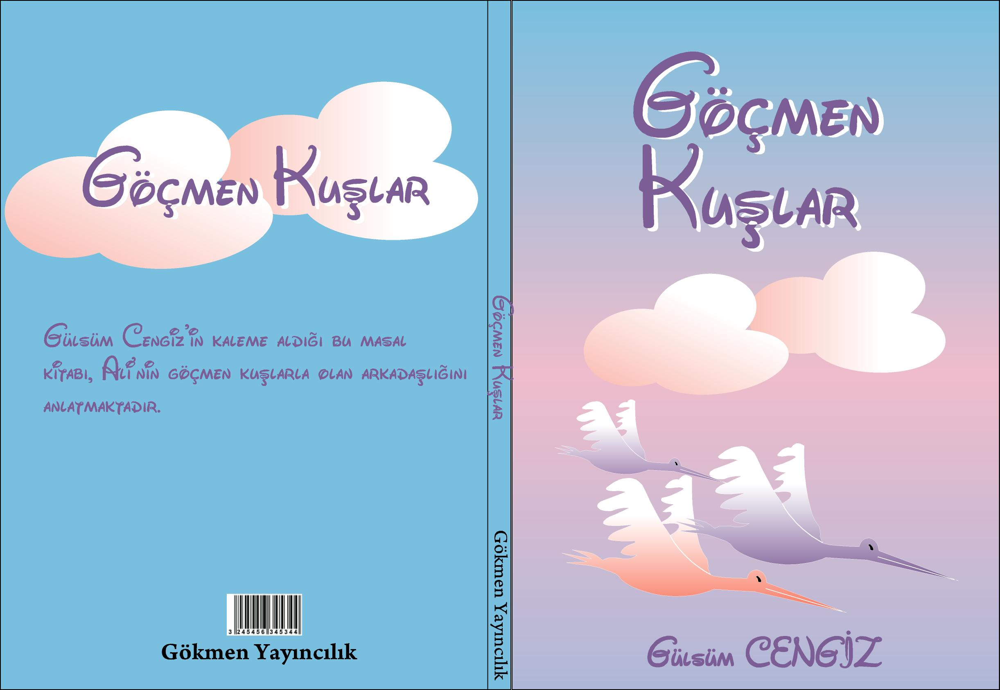 Göçmen Kuşlar
Gülsüm Cengiz'in kaleme aldığı bu masal
kitabı, Ali'nin göçmen kuşlarla olan arkadaşlığını
anlatmaktadır.
3 245456 345344
Gökmen Yayıncılık
Göçmen Kuşlar
Gökmen Yayıncılık
Göçmen
Kuşlar
Gülsüm CENGİZ